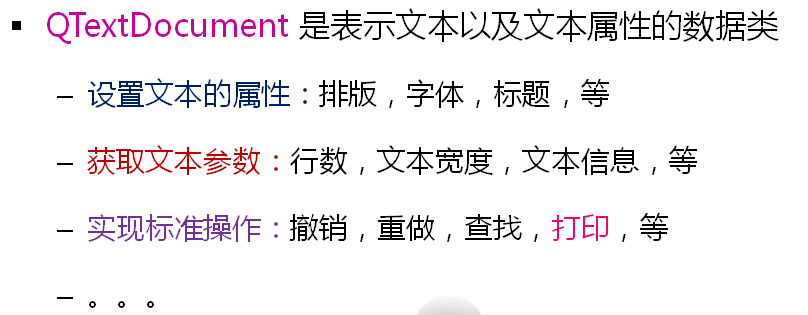 ▪ QTextDocument 是表示文本以及文本属性的数据类
– 设置文本的属性：排版，字体，标题，等
– 获取文本参数：行数，文本宽度，文本信息，等
– 实现标准操作：撤销，重做，查找，打印，等
– 。。。